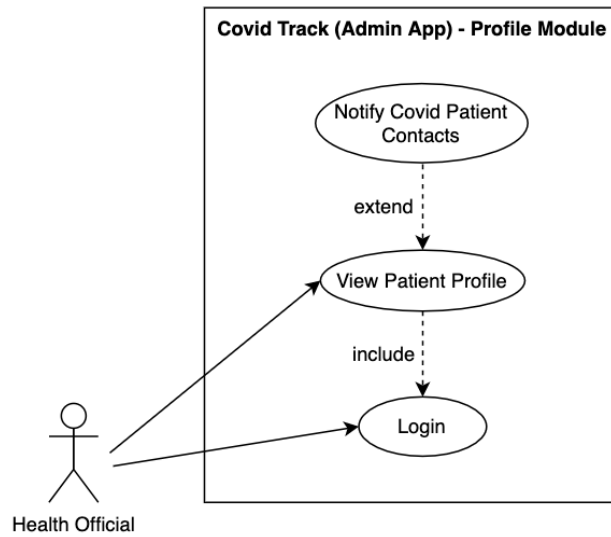 Covid Track (Admin App) - Profile Module
Notify Covid Patient
Contacts
extend
View Patient Profile
include
Login
Health Official